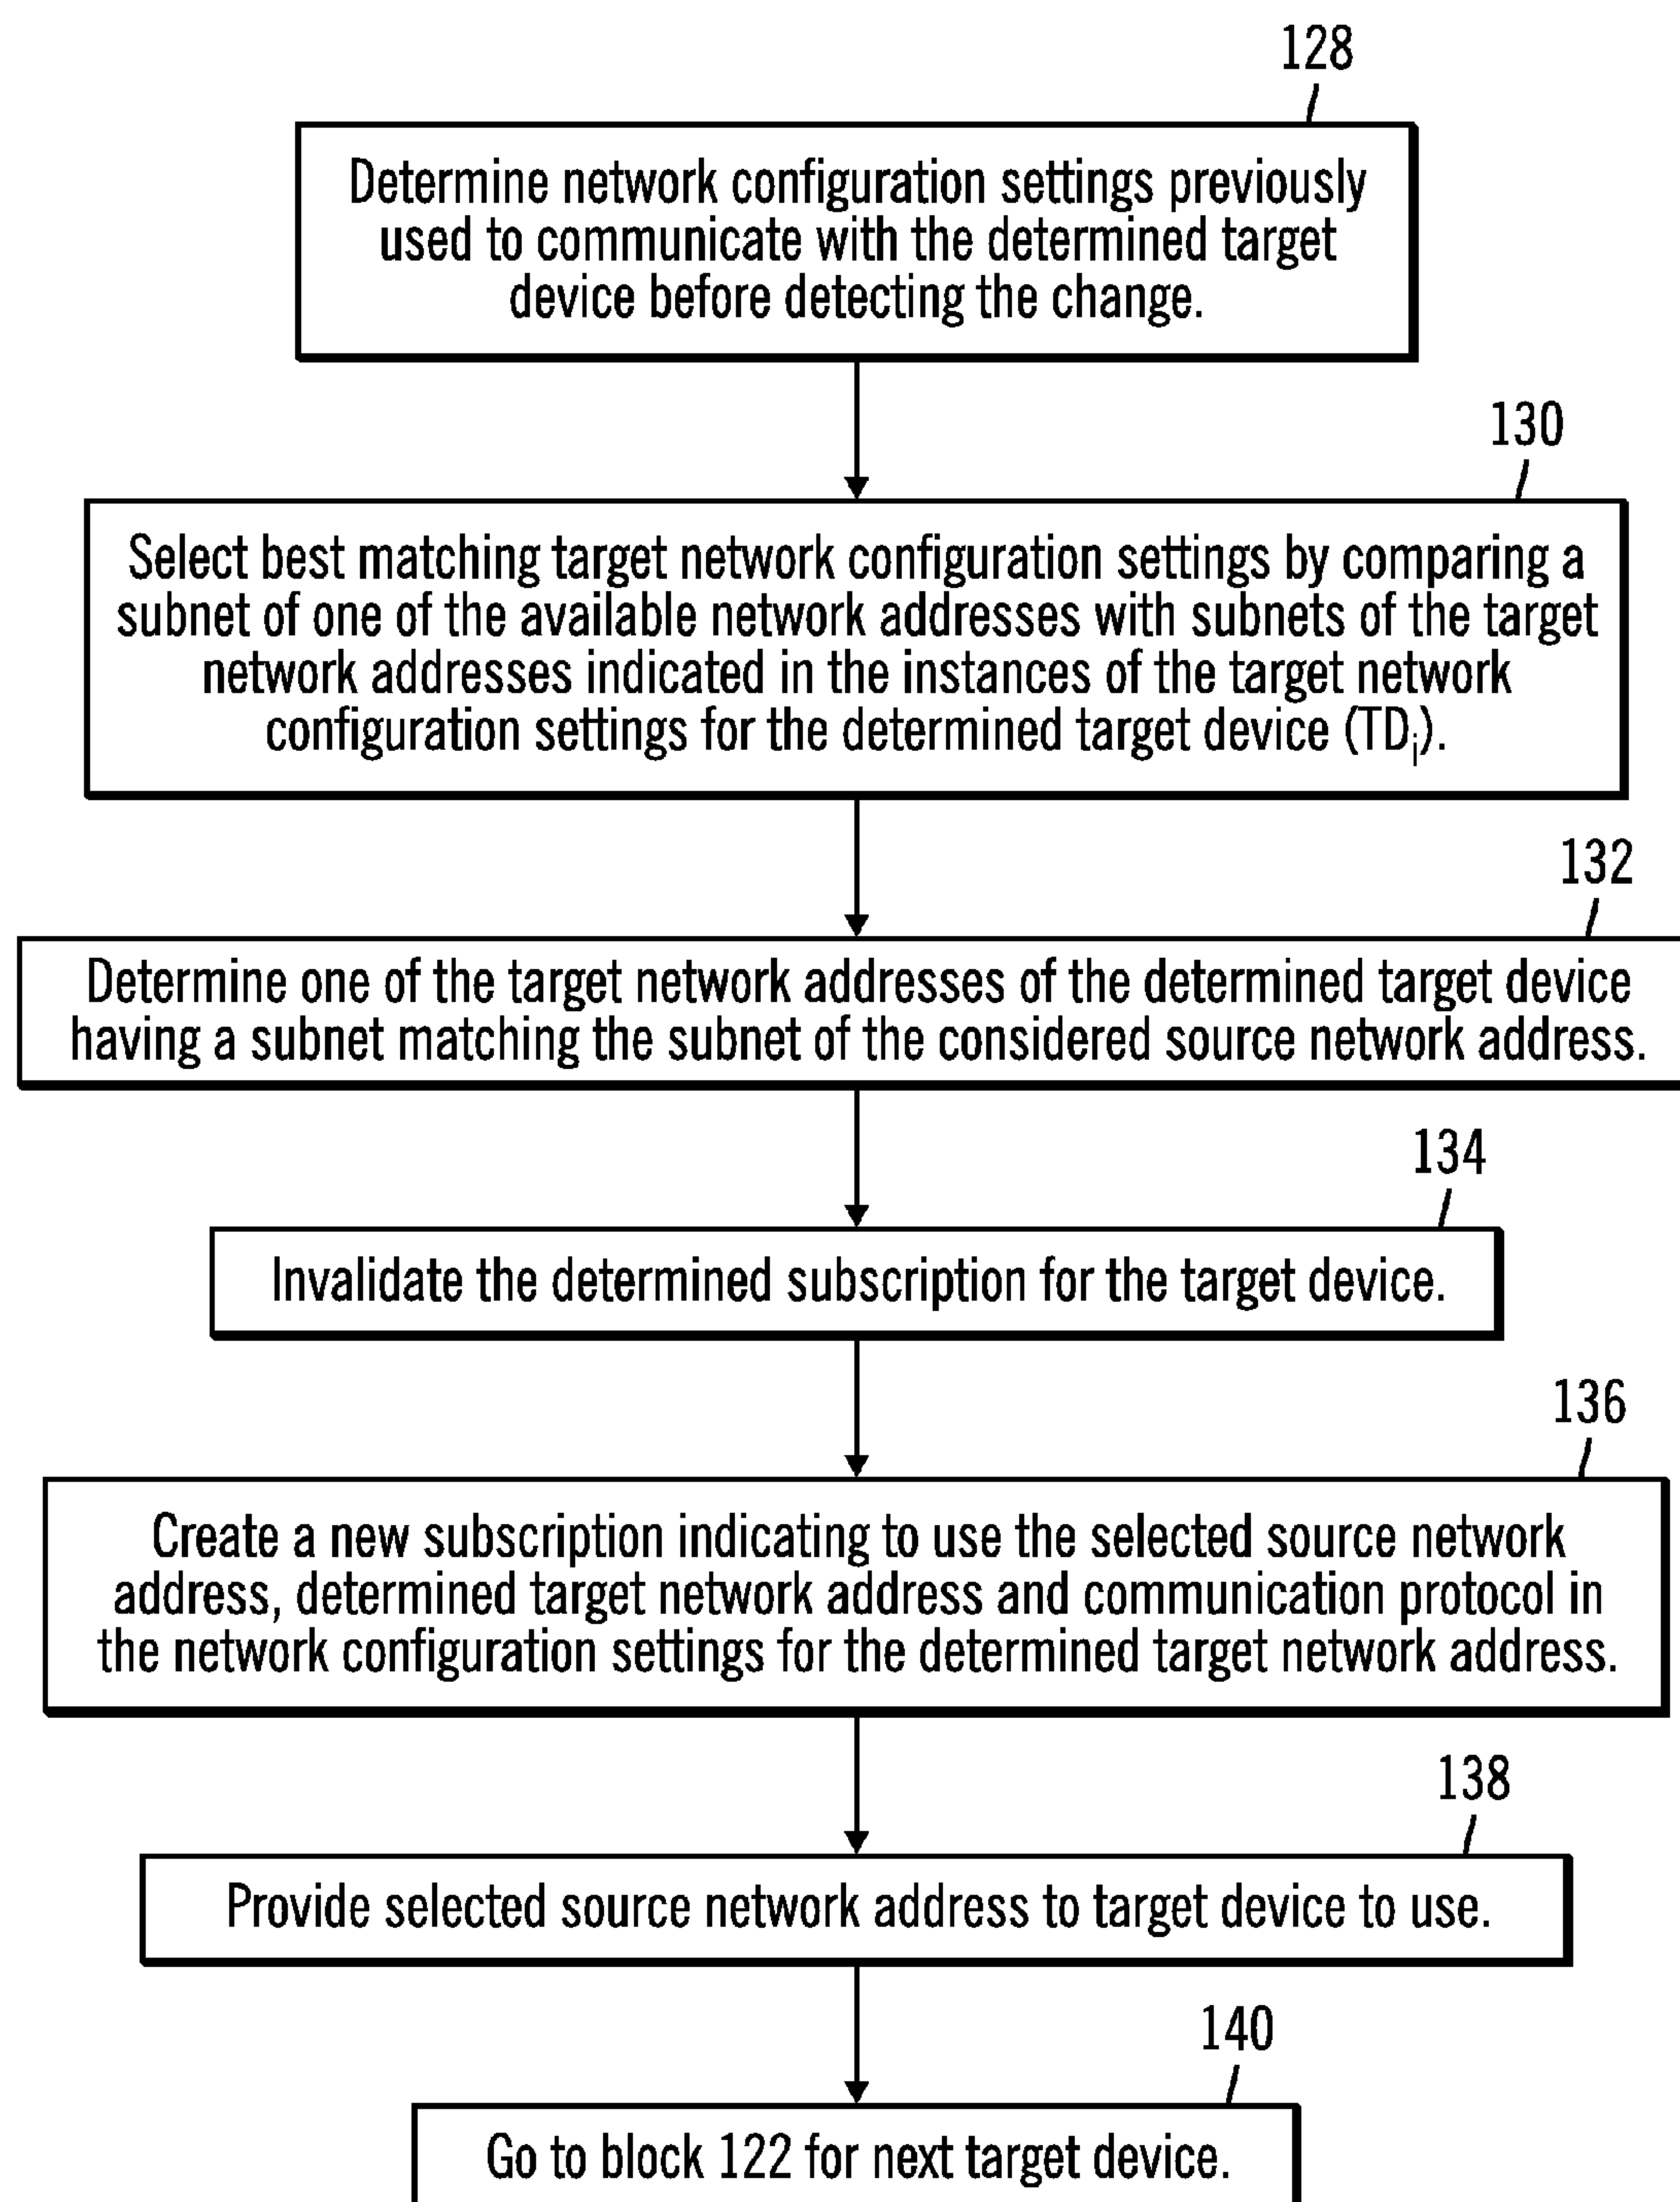 128
Determine network configuration settings previously
used to communicate with the determined target
device before detecting the change.
130
Select best matching target network configuration settings by comparing a
subnet of one of the available network addresses with subnets of the target
network addresses indicated in the instances of the target network
configuration settings for the determined target device (TDi).
132
Determine one of the target network addresses of the determined target device
having a subnet matching the subnet of the considered source network address.
134
Invalidate the determined subscription for the target device.
136
Create a new subscription indicating to use the selected source network
address, determined target network address and communication protocol in
the network configuration settings for the determined target network address.
138
Provide selected source network address to target device to use.
140
Go to block 122 for next target device.